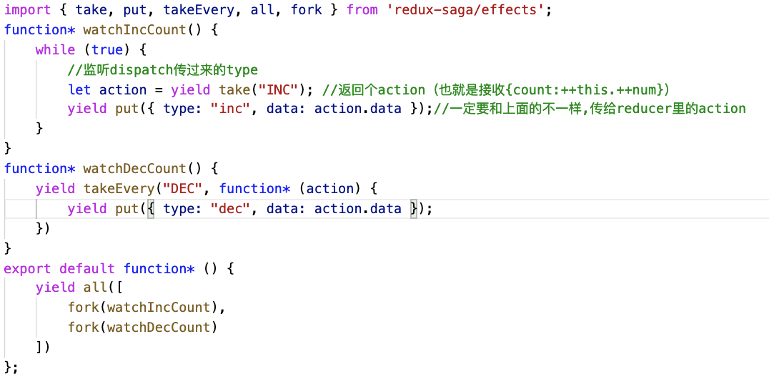 import { take, put, takeEvery, all, fork } from 'redux-saga/effects';
function* watchIncCount() {
    while (true) {
        //监听dispatch传过来的type
        let action = yield take("INC"); //返回个action（也就是接收{count:++this.++num}）
        yield put({ type: "inc", data: action.data });//一定要和上面的不一样,传给reducer里的action
    }
}
function* watchDecCount() {
    yield takeEvery("DEC", function* (action) {
        yield put({ type: "dec", data: action.data });
    })
}
export default function* () {
    yield all([
        fork(watchIncCount),
        fork(watchDecCount)
    ])
};